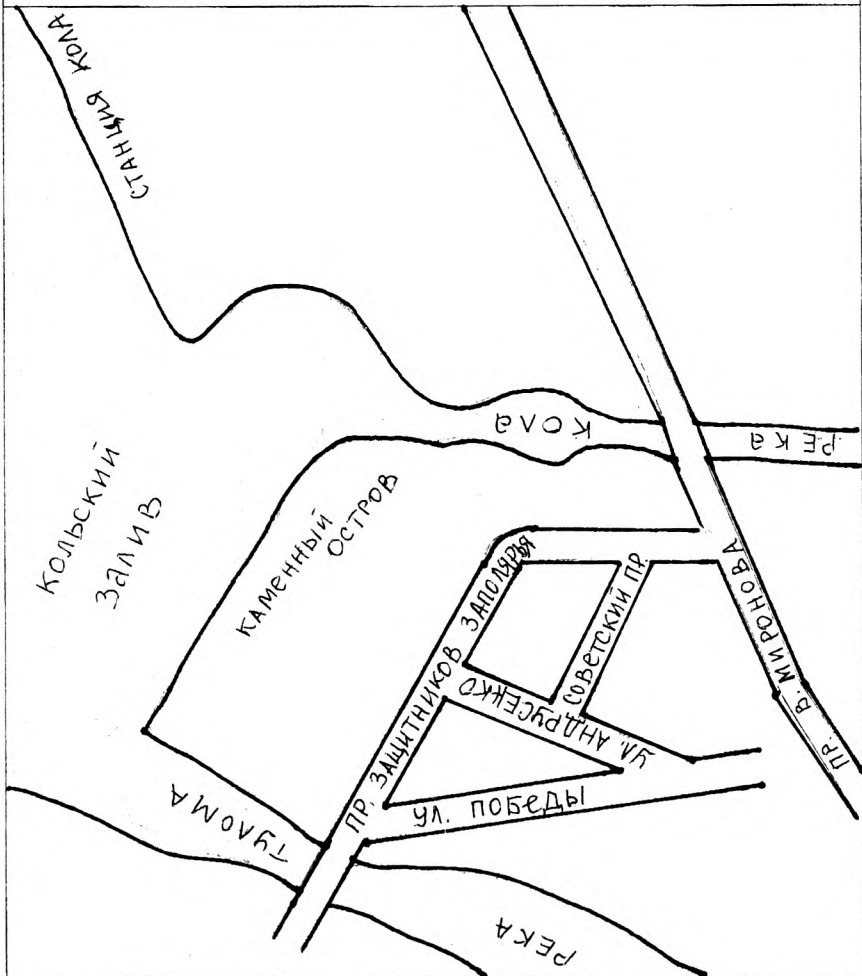 СТАНЦИЯ КОЛА
КОЛА
РЕКА
КОЛЬСКИЙ
ЗАЛИВ
КАМЕННЫЙ
ОСТРОВ
ПР. ЗАЩИТНИКОВ ЗАПОЛЯРЬЯ
СОВЕТСКИЙ ПР.
ПР. В. МИРОНОВА
УЛ. АНДРУСЕНКО
УЛ. ПОБЕДЫ
ТУЛОМА
РЕКА